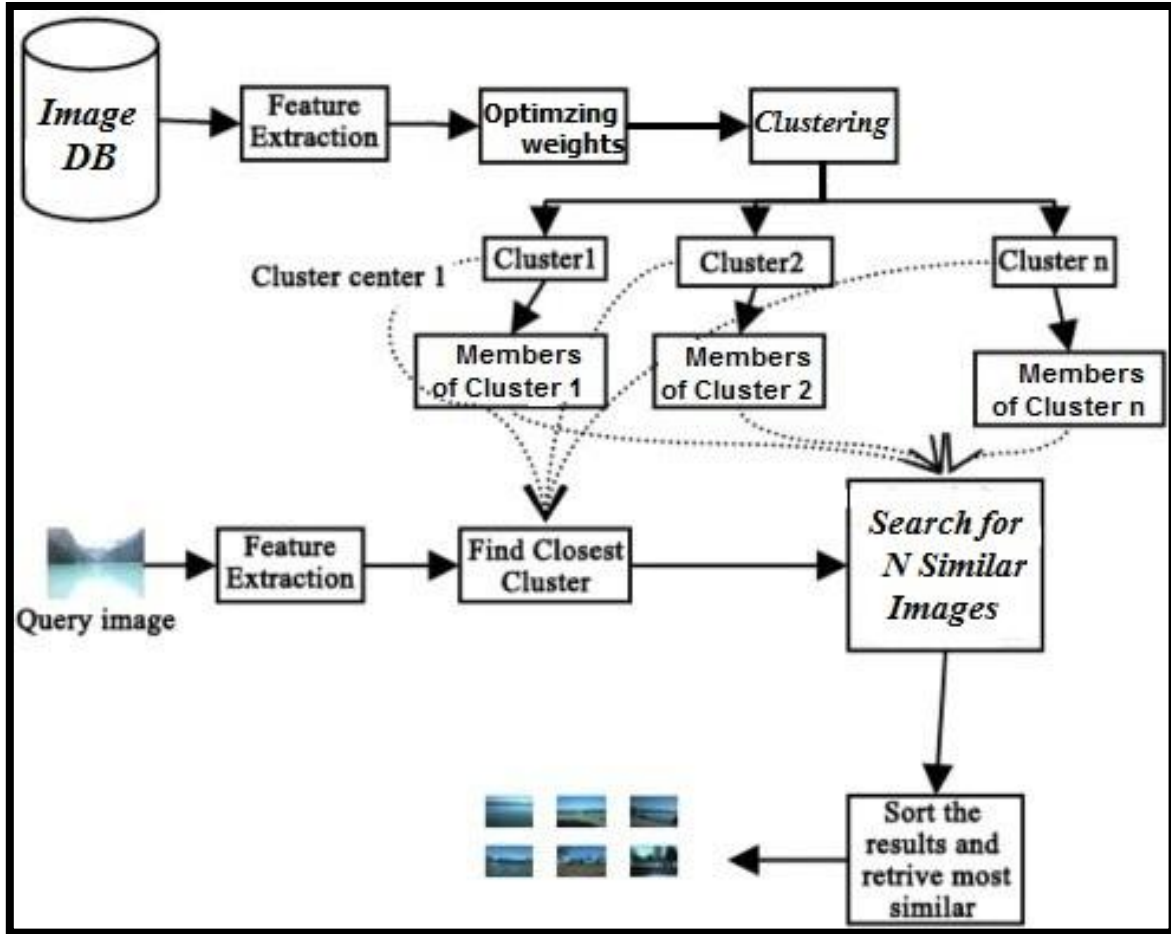 Image
DB
Feature
Extraction
Optimzing
weights
Clustering
Cluster1
Cluster2
Cluster n
Cluster center 1
Members
of Cluster 1
Members
of Cluster 2
Members
of Cluster n
Query image
Feature
Extraction
Find Closest
Cluster
Search for
N Similar
Images
Sort the
results and
retrive most
similar